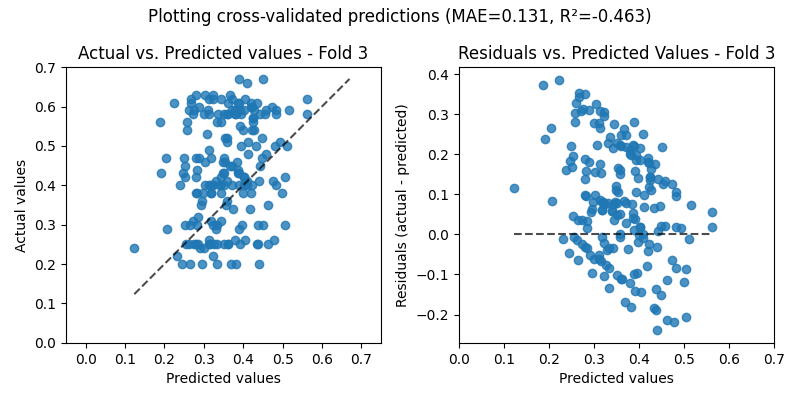 Plotting cross-validated predictions (MAE=0.131, R²=-0.463)
Actual vs. Predicted values - Fold 3
0.7
0.6
0.5
0.4
0.3
0.2
0.1
0.0
Actual values
0.0 0.1 0.2 0.3 0.4 0.5 0.6 0.7
Predicted values
Residuals vs. Predicted Values - Fold 3
0.4
0.3
0.2
0.1
0.0
−0.1
−0.2
Residuals (actual - predicted)
0.0 0.1 0.2 0.3 0.4 0.5 0.6 0.7
Predicted values